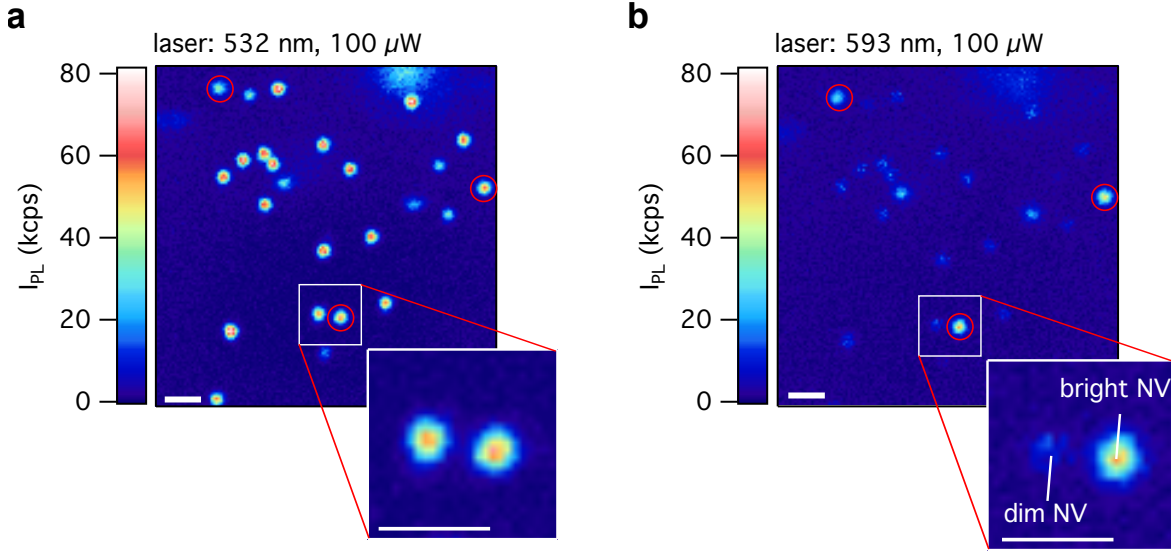 a
laser: 532 nm, 100 µW
80
60
40
20
0
I_PL (kcps)
b
laser: 593 nm, 100 µW
80
60
40
20
0
I_PL (kcps)
bright NV
dim NV